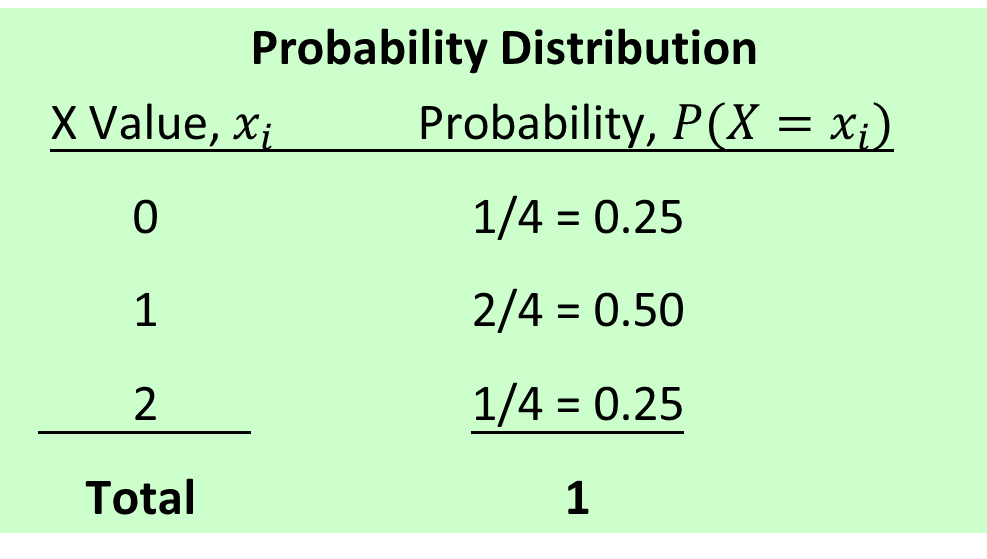 Probability Distribution
X Value, 𝑥ᵢ Probability, 𝑃(𝑋 = 𝑥ᵢ)
0 1/4 = 0.25
1 2/4 = 0.50
2 1/4 = 0.25
Total 1